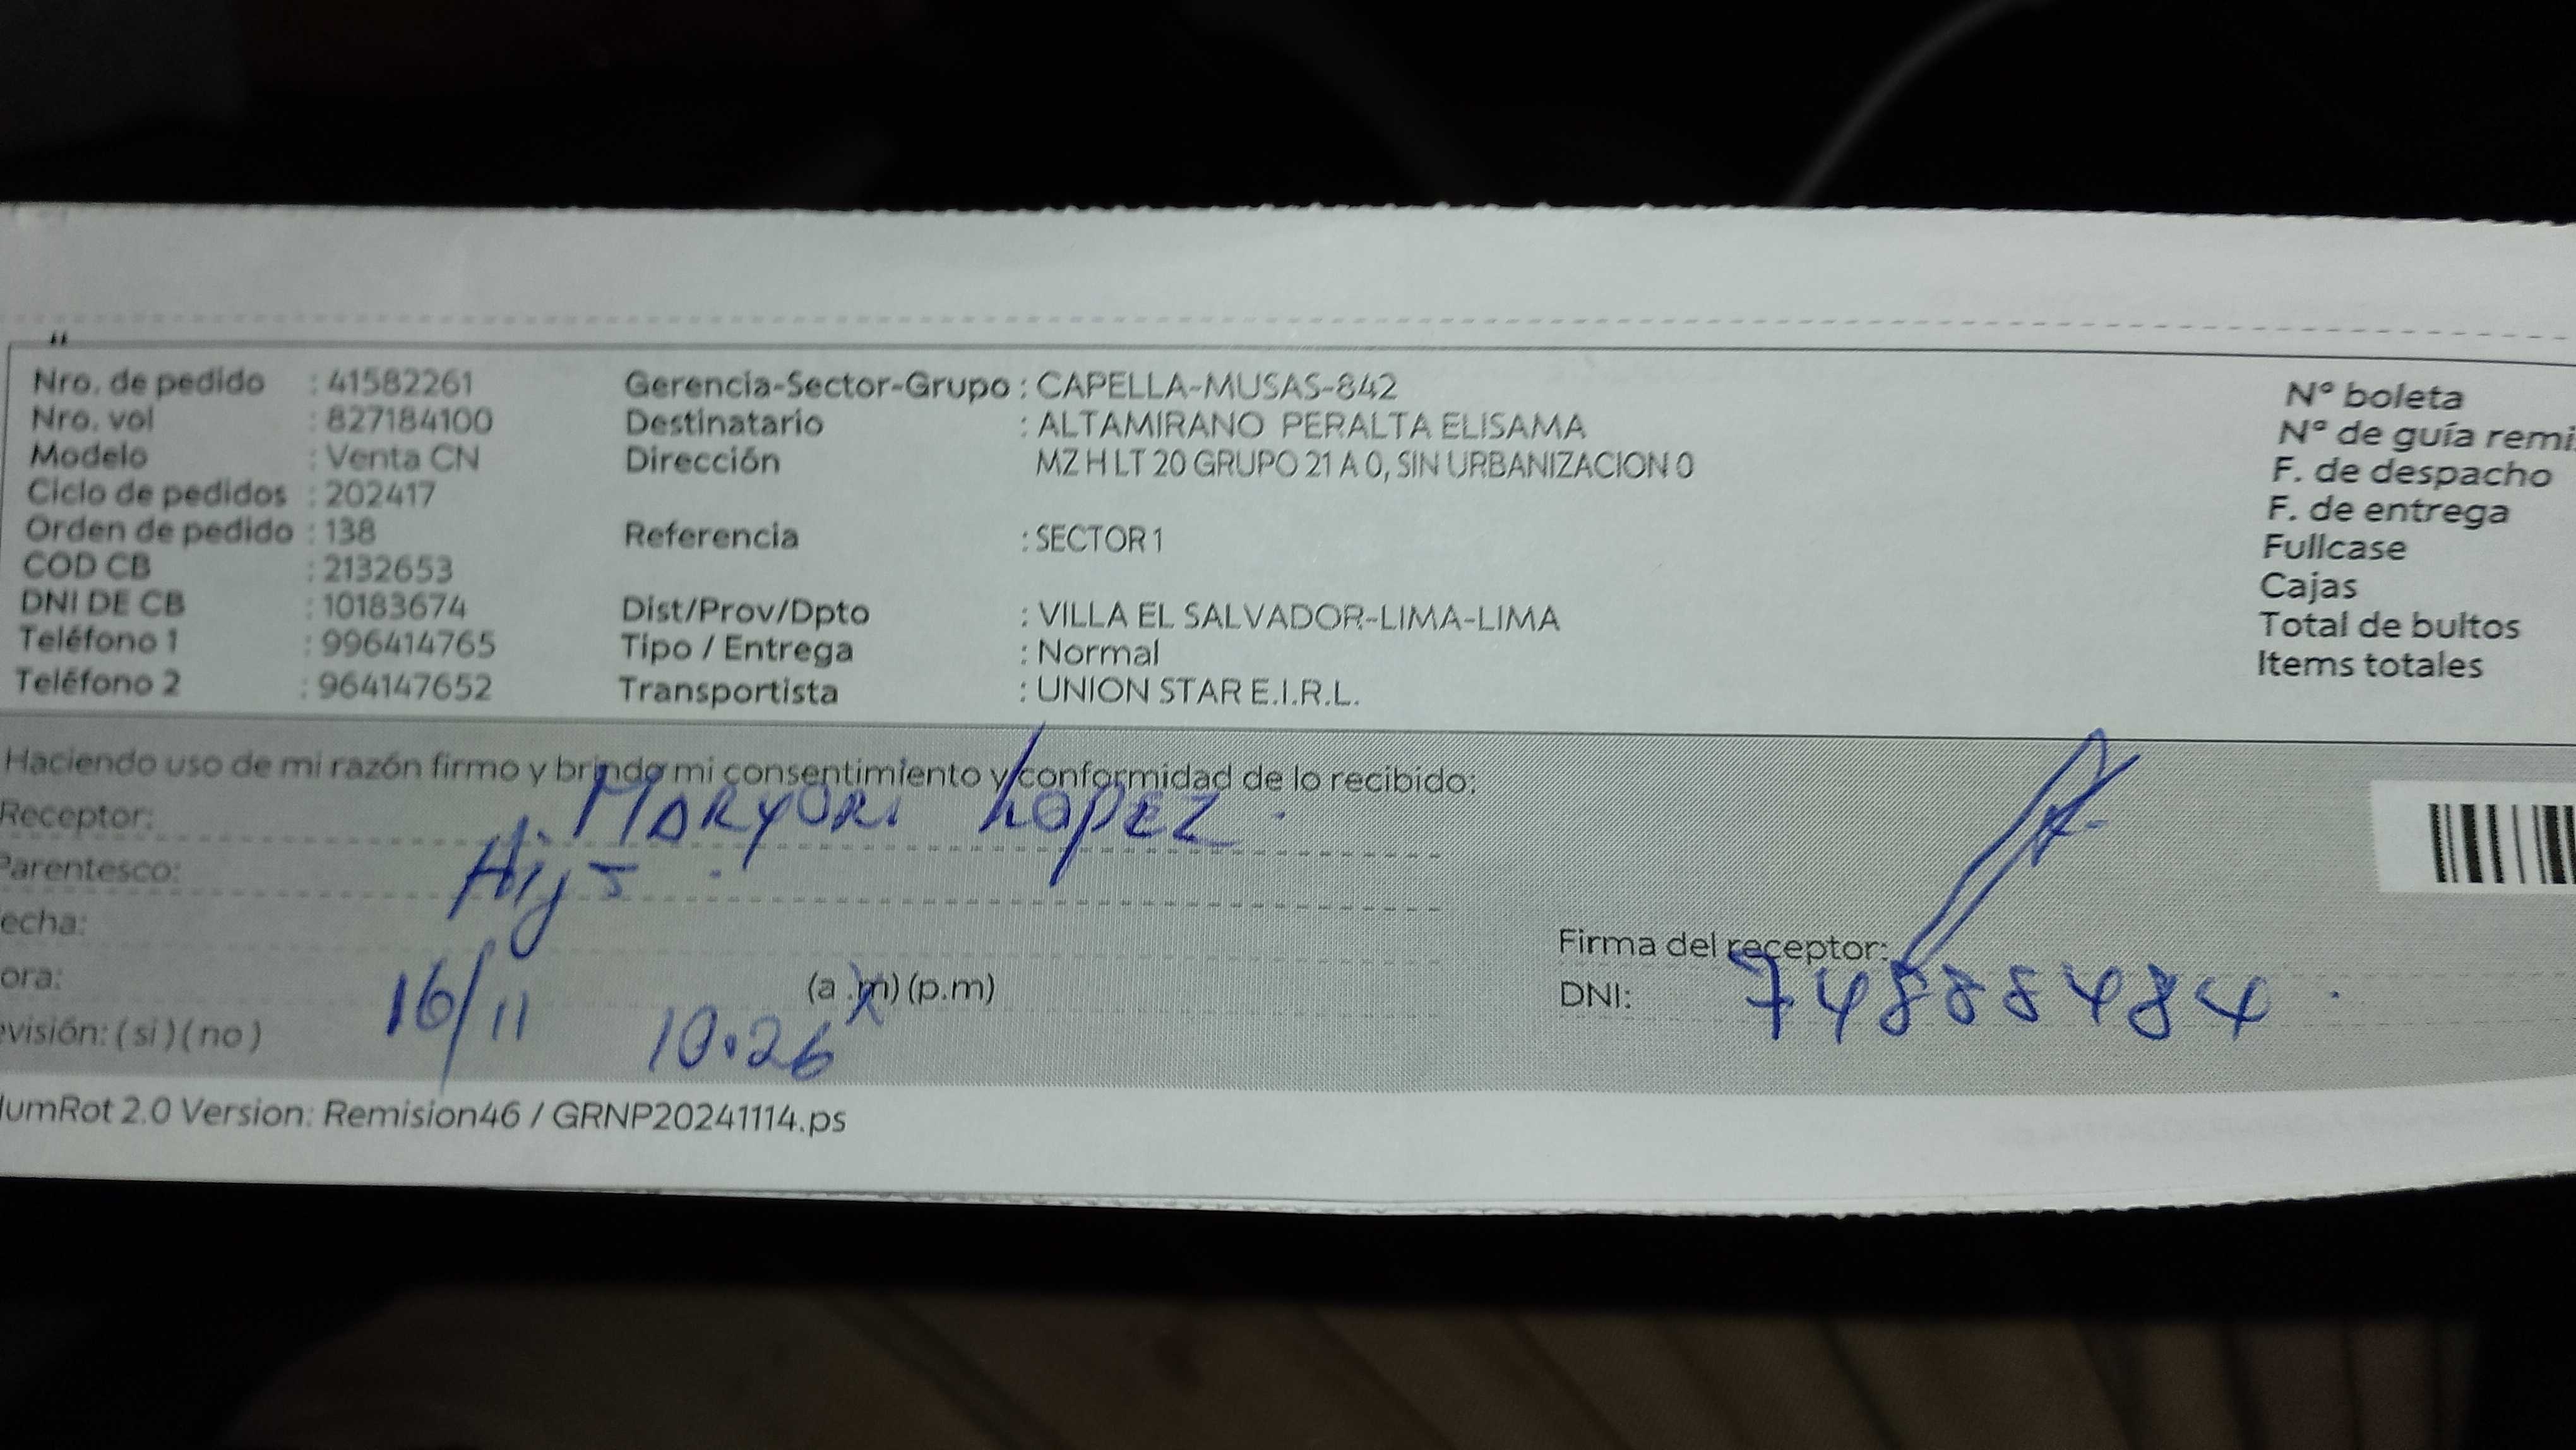 Nro. de pedido : 41582261 Gerencia-Sector-Grupo : CAPELLA-MUSAS-842 Nº boleta
Nro. vol : 827184100 Destinatario : ALTAMIRANO PERALTA ELISAMA Nº de guía remi
Modelo : Venta CN Dirección MZ H LT 20 GRUPO 21 A 0, SIN URBANIZACION 0 F. de despacho
Ciclo de pedidos : 202417 F. de entrega
Orden de pedido : 138 Referencia : SECTOR 1 Fullcase
COD CB : 2132653 Cajas
DNI DE CB : 10183674 Dist/Prov/Dpto : VILLA EL SALVADOR-LIMA-LIMA Total de bultos
Teléfono 1 : 996414765 Tipo / Entrega : Normal Items totales
Teléfono 2 : 964147652 Transportista : UNION STAR E.I.R.L.
Haciendo uso de mi razón firmo y brindo mi consentimiento y conformidad de lo recibido:
Receptor: MARYORI LOPEZ.
Parentesco: Hija.
echa: 16/11 Firma del receptor:
ora: 10.26 (a.m) (p.m) DNI: 74888484.
evisión: (si) (no)
umRot 2.0 Version: Remision46 / GRNP20241114.ps